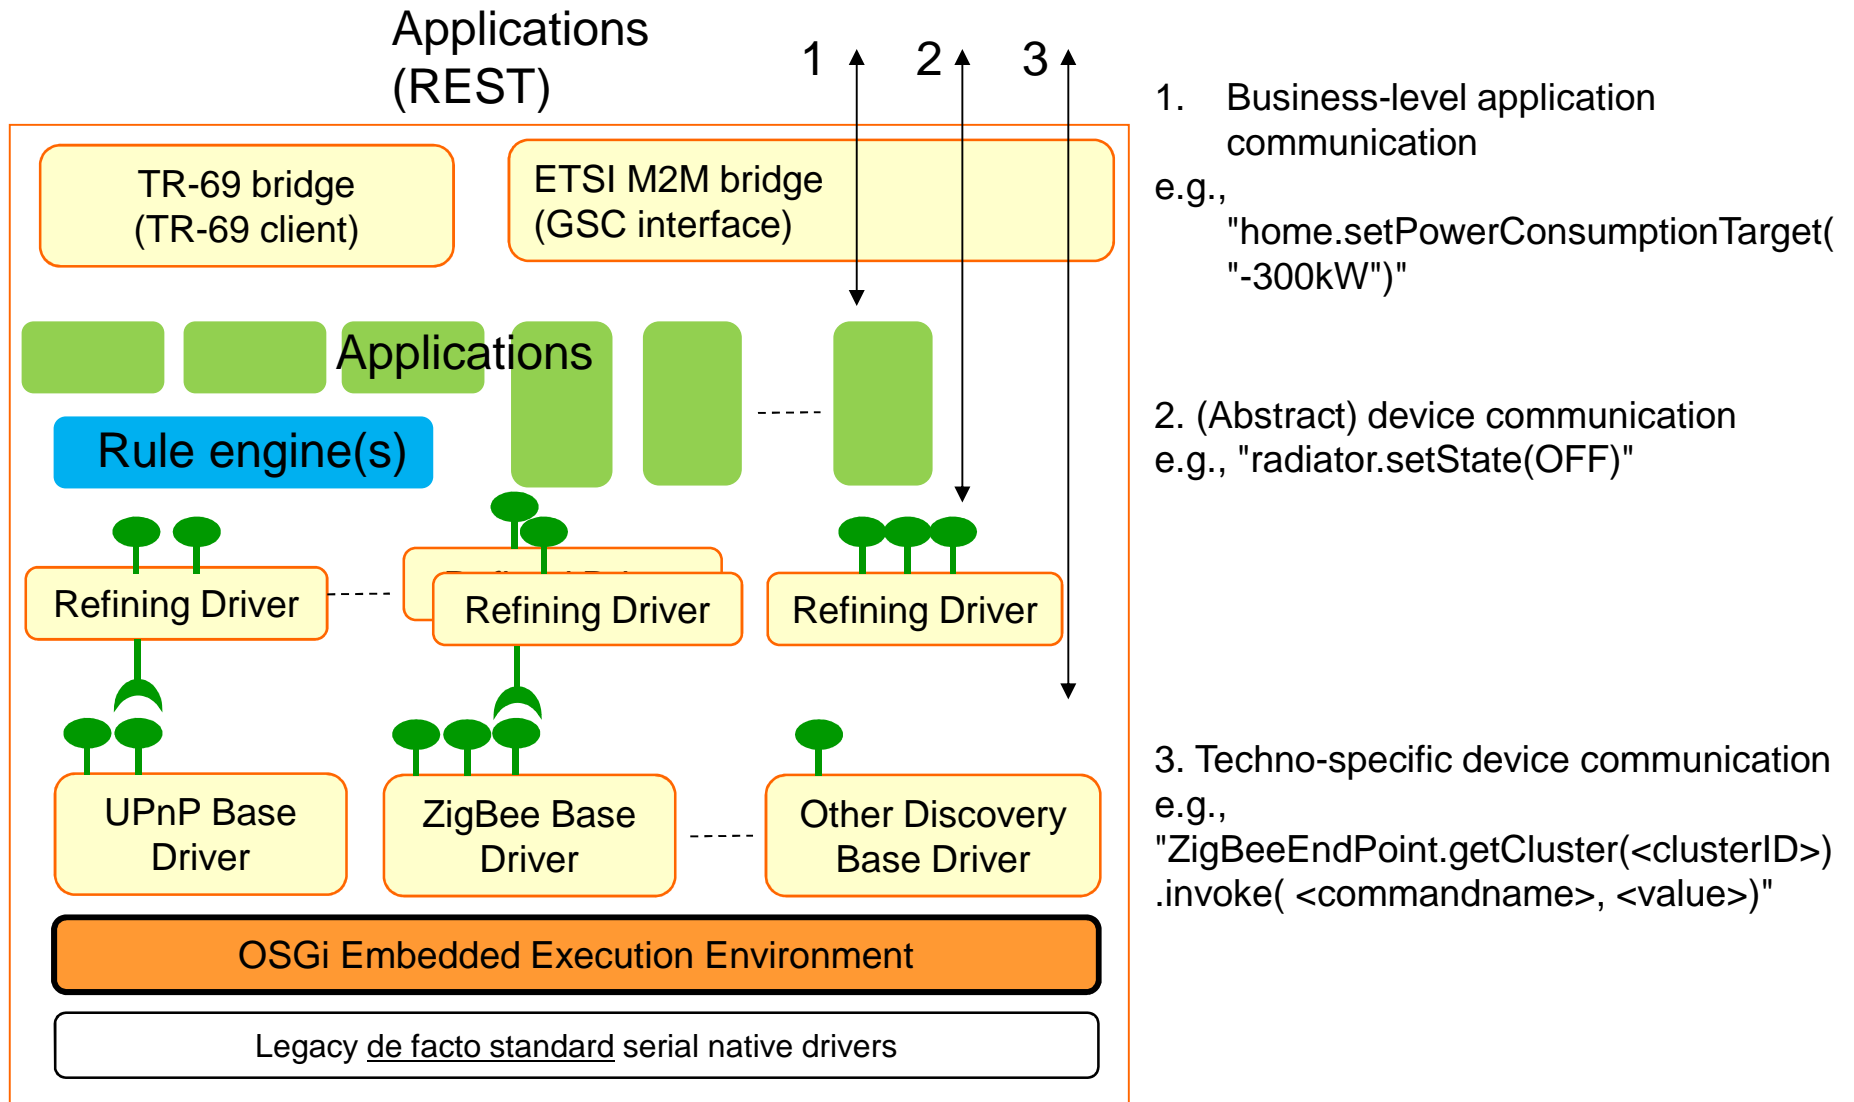 Applications
(REST)
1 2 3
TR-69 bridge
(TR-69 client)
ETSI M2M bridge
(GSC interface)
Applications
Rule engine(s)
Refining Driver
Refining Driver
Refining Driver
UPnP Base
Driver
ZigBee Base
Driver
Other Discovery
Base Driver
OSGi Embedded Execution Environment
Legacy de facto standard serial native drivers
1. Business-level application
communication
e.g.,
"home.setPowerConsumptionTarget(
"-300kW")"
2. (Abstract) device communication
e.g., "radiator.setState(OFF)"
3. Techno-specific device communication
e.g.,
"ZigBeeEndPoint.getCluster(<clusterID>)
.invoke( <commandname>, <value>)"